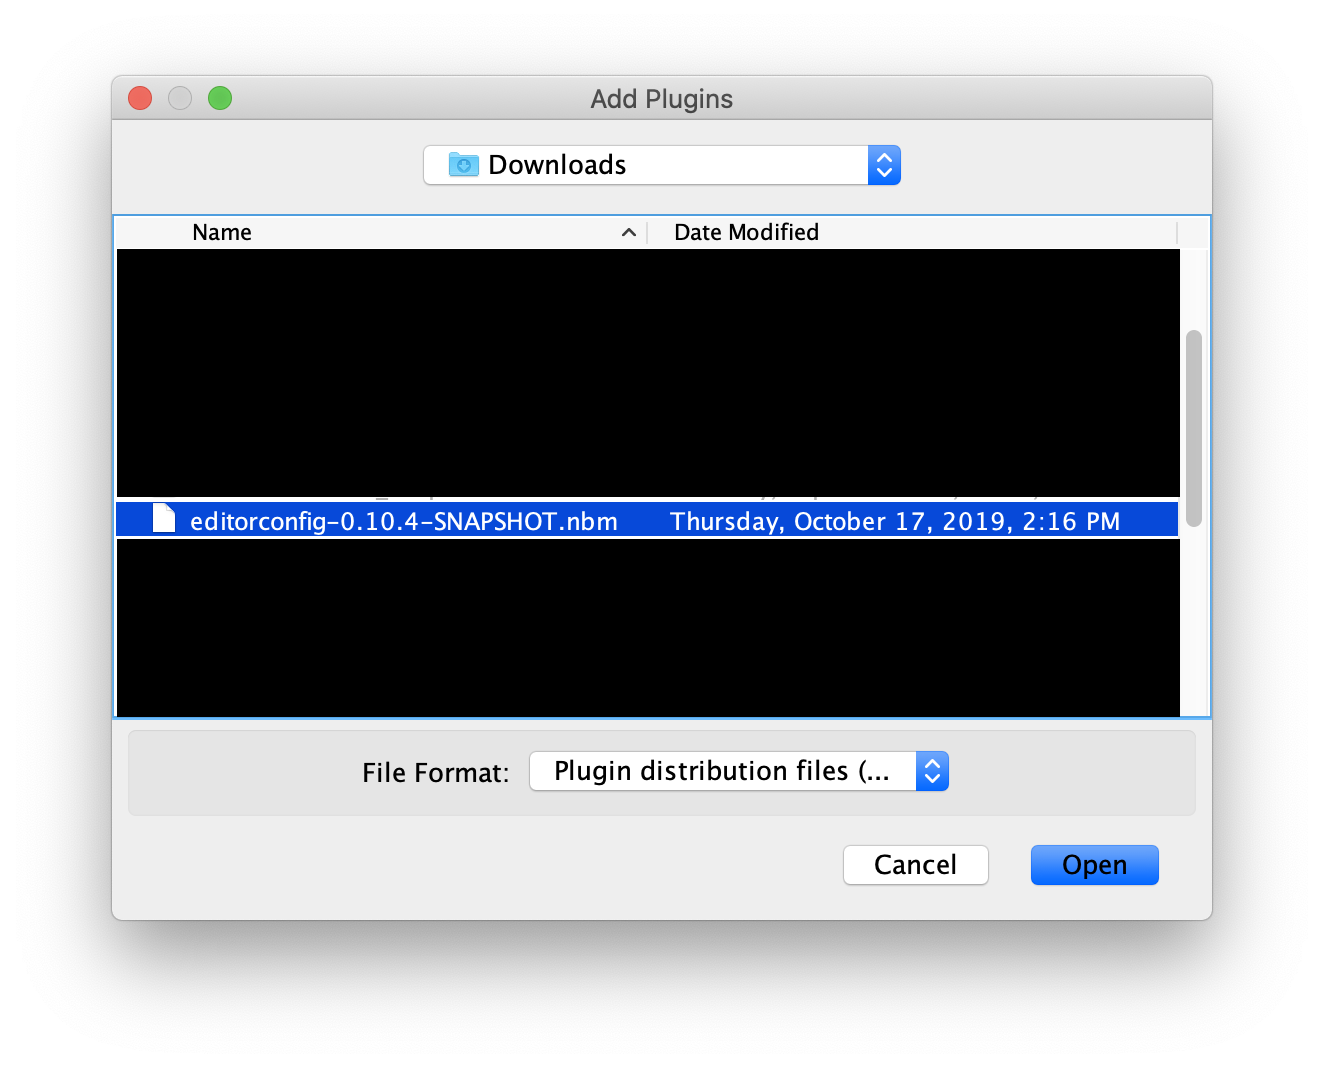 Add Plugins
Downloads
Name Date Modified
editorconfig-0.10.4-SNAPSHOT.nbm Thursday, October 17, 2019, 2:16 PM
File Format: Plugin distribution files (...
Cancel Open